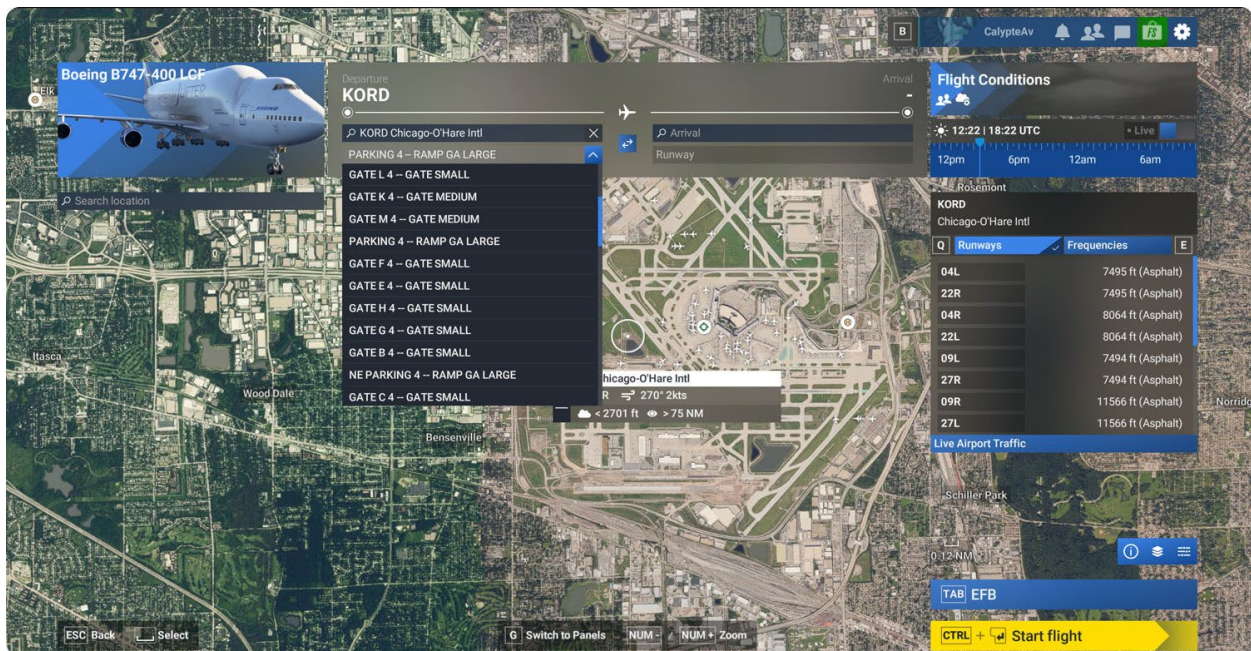 B
CalypteAv
FS
Boeing B747-400 LCF
Search location
Departure
KORD
Arrival
-
KORD Chicago-O'Hare Intl
Arrival
PARKING 4 -- RAMP GA LARGE
Runway
GATE L 4 -- GATE SMALL
GATE K 4 -- GATE MEDIUM
GATE M 4 -- GATE MEDIUM
PARKING 4 -- RAMP GA LARGE
GATE F 4 -- GATE SMALL
GATE E 4 -- GATE SMALL
GATE H 4 -- GATE SMALL
GATE G 4 -- GATE SMALL
GATE B 4 -- GATE SMALL
NE PARKING 4 -- RAMP GA LARGE
GATE C 4 -- GATE SMALL
hicago-O'Hare Intl
R 270° 2kts
< 2701 ft > 75 NM
Flight Conditions
12:22 | 18:22 UTC
• Live
12pm 6pm 12am 6am
Rosemont
KORD
Chicago-O'Hare Intl
Q Runways Frequencies E
04L 7495 ft (Asphalt)
22R 7495 ft (Asphalt)
04R 8064 ft (Asphalt)
22L 8064 ft (Asphalt)
09L 7494 ft (Asphalt)
27R 7494 ft (Asphalt)
09R 11566 ft (Asphalt)
27L 11566 ft (Asphalt)
Live Airport Traffic
Elk
Itasca
Wood Dale
Bensenville
Norridg
Schiller Park
0.12 NM
TAB EFB
CTRL + Start flight
ESC Back
Select
G Switch to Panels
NUM - / NUM + Zoom